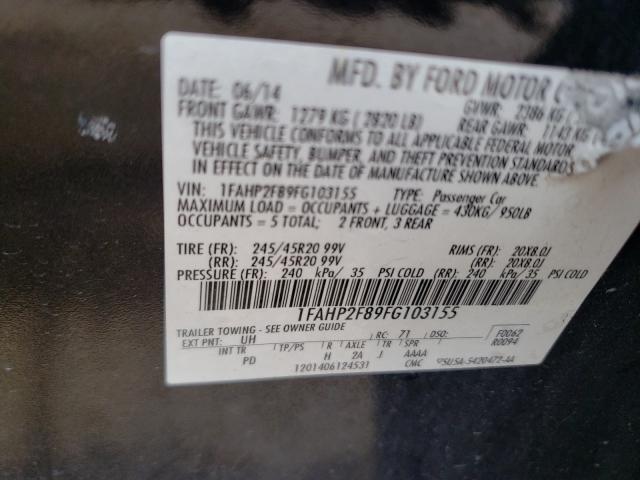 MFD. BY FORD MOTOR
DATE: 06/14 GVWR: 2386 KG
FRONT GAWR: 1279 KG ( 2820 LB) REAR GAWR: 1143 KG
THIS VEHICLE CONFORMS TO ALL APPLICABLE FEDERAL MOTOR
VEHICLE SAFETY, BUMPER, AND THEFT PREVENTION STANDARDS
IN EFFECT ON THE DATE OF MANUFACTURE SHOWN ABOVE.
VIN: 1FAHP2F89FG103155 TYPE: Passenger Car
MAXIMUM LOAD = OCCUPANTS + LUGGAGE = 430KG/ 950LB
OCCUPANTS = 5 TOTAL; 2 FRONT, 3 REAR
TIRE (FR): 245/45R20 99V RIMS (FR): 20X8.0J
(RR): 245/45R20 99V (RR): 20X8.0J
PRESSURE (FR): 240 kPa/ 35 PSI COLD (RR): 240 kPa/ 35 PSI COLD
1FAHP2F89FG103155
TRAILER TOWING - SEE OWNER GUIDE
EXT PNT: UH RC: 71 DSO: F0062
INT TR TP/PS R AXLE TR SPR R0094
PD H 2A J AAAA
1201406124531 CMC